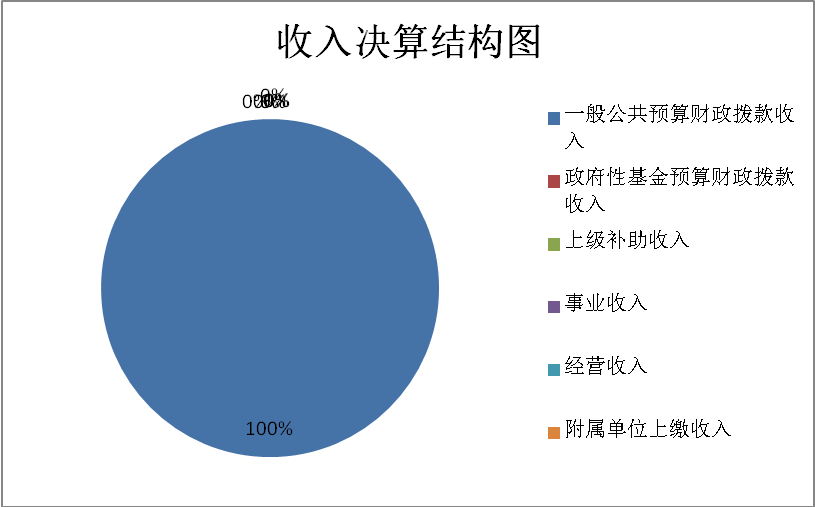 收入决算结构图
100%
一般公共预算财政拨款收
入
政府性基金预算财政拨款
收入
上级补助收入
事业收入
经营收入
附属单位上缴收入